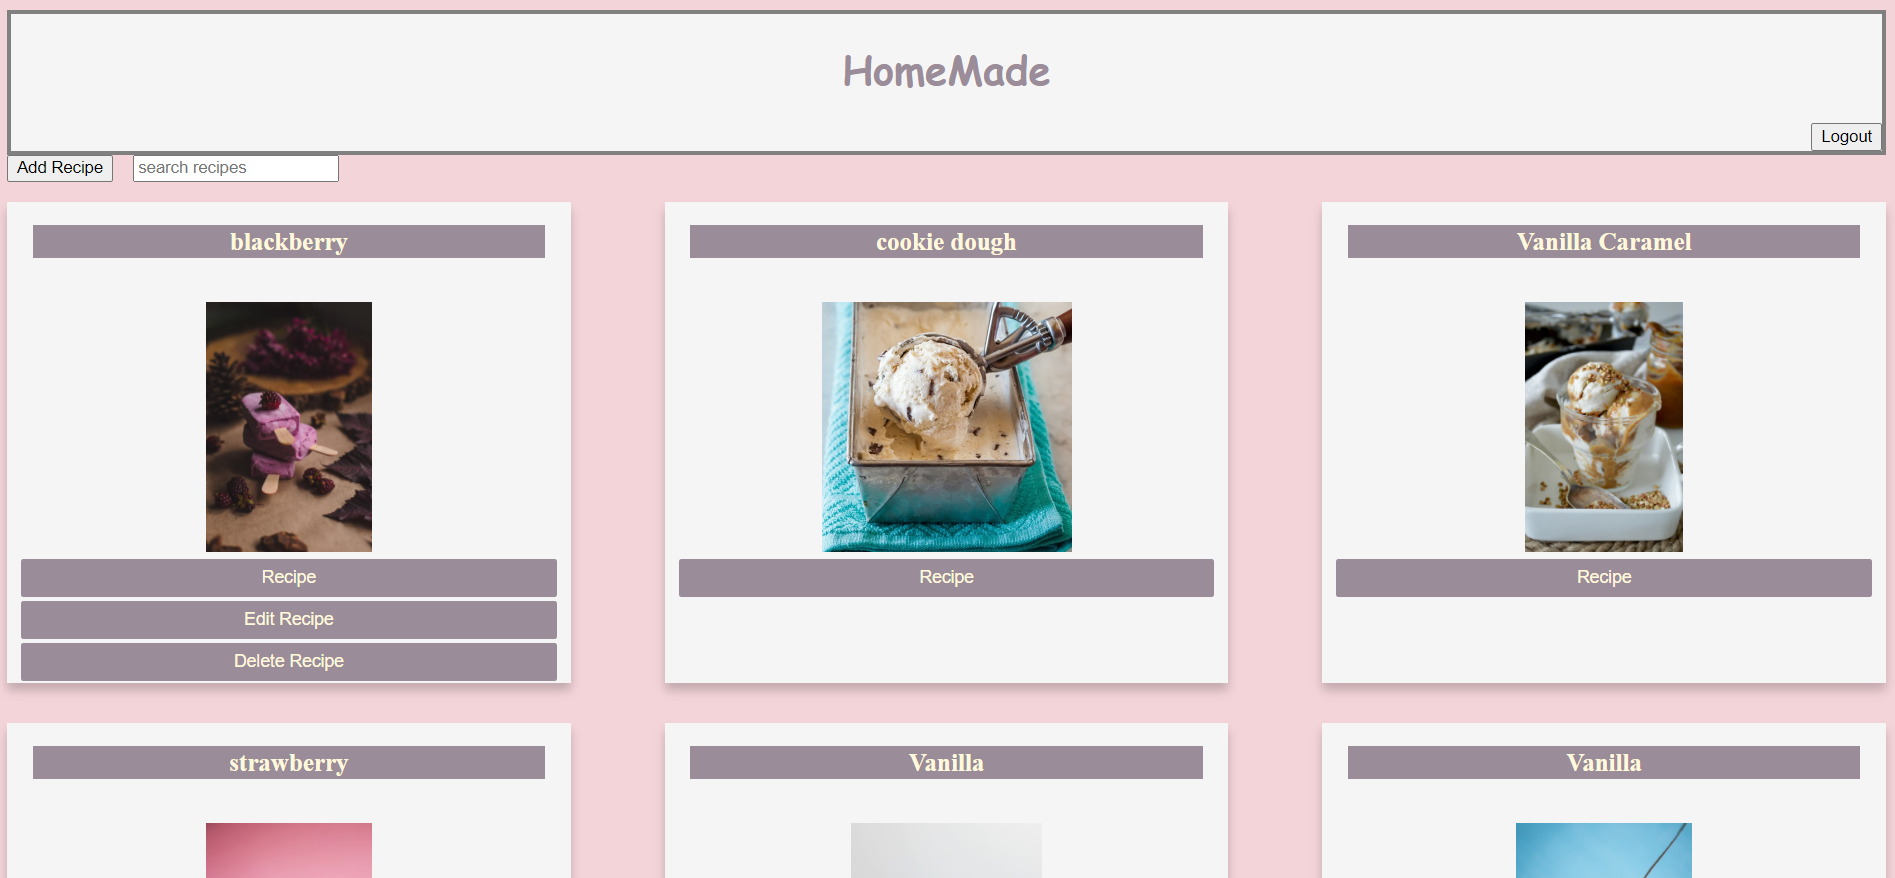 HomeMade
Logout
Add Recipe
search recipes
blackberry
cookie dough
Vanilla Caramel
Recipe
Recipe
Recipe
Edit Recipe
Delete Recipe
strawberry
Vanilla
Vanilla